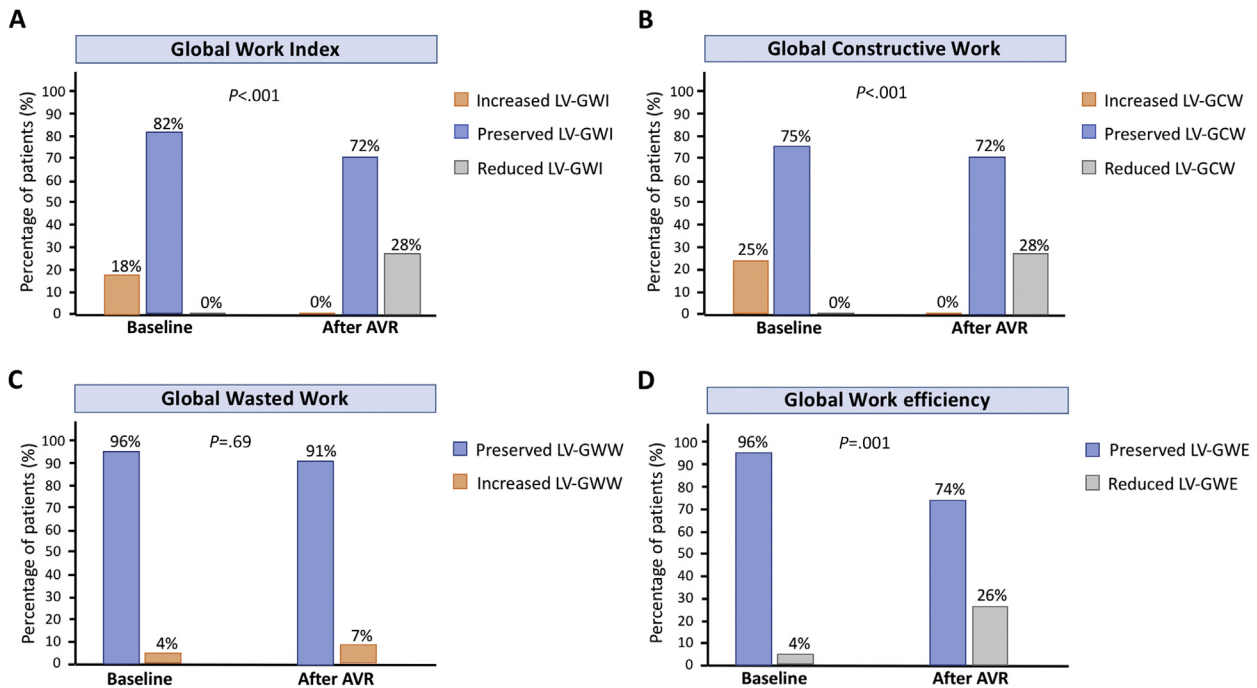 A
Global Work Index
Percentage of patients (%)
100
90
80
70
60
50
40
30
20
10
0
P<.001
18%
82%
0%
0%
72%
28%
Baseline
After AVR
Increased LV-GWI
Preserved LV-GWI
Reduced LV-GWI
B
Global Constructive Work
Percentage of patients (%)
100
90
80
70
60
50
40
30
20
10
0
P<.001
25%
75%
0%
0%
72%
28%
Baseline
After AVR
Increased LV-GCW
Preserved LV-GCW
Reduced LV-GCW
C
Global Wasted Work
Percentage of patients (%)
100
90
80
70
60
50
40
30
20
10
0
P=.69
96%
4%
91%
7%
Baseline
After AVR
Preserved LV-GWW
Increased LV-GWW
D
Global Work efficiency
Percentage of patients (%)
100
90
80
70
60
50
40
30
20
10
0
P=.001
96%
4%
74%
26%
Baseline
After AVR
Preserved LV-GWE
Reduced LV-GWE